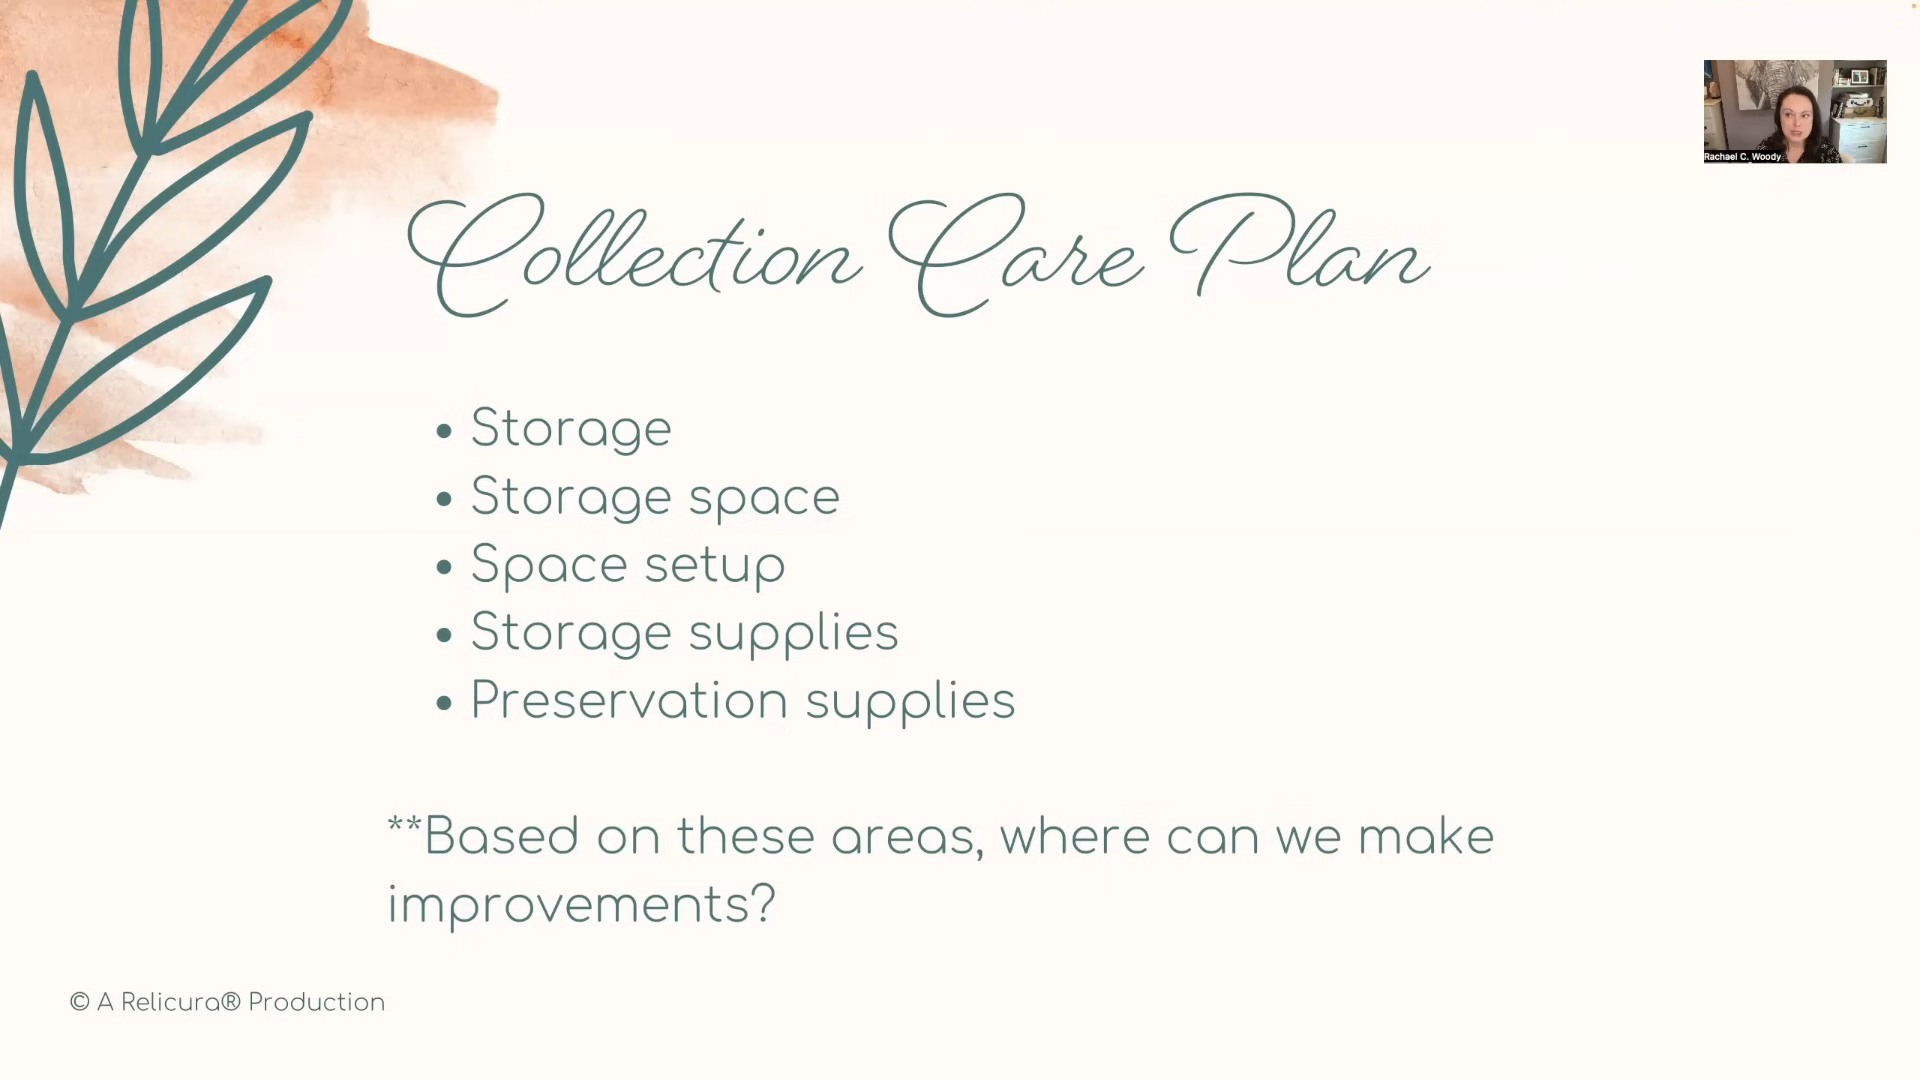 Rachael C. Woody
Collection Care Plan
• Storage
• Storage space
• Space setup
• Storage supplies
• Preservation supplies
**Based on these areas, where can we make
improvements?
© A Relicura® Production